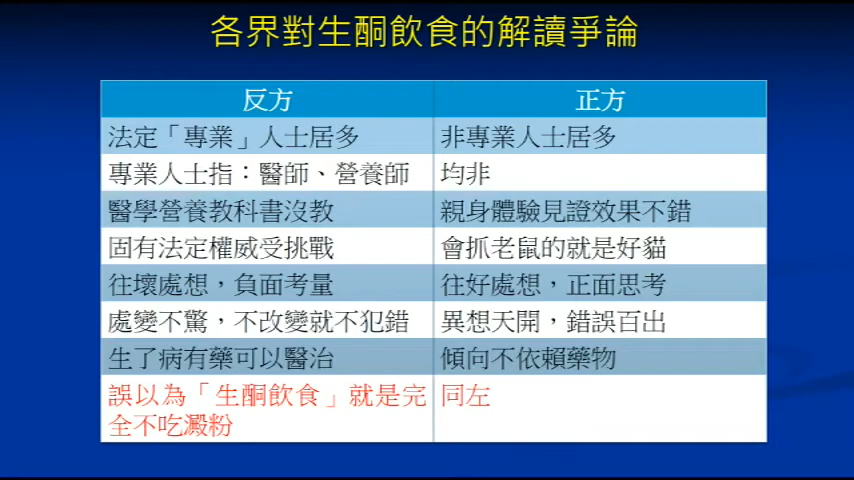 各界對生酮飲食的解讀爭論
反方
正方
法定「專業」人士居多
非專業人士居多
專業人士指：醫師、營養師
均非
醫學營養教科書沒教
親身體驗見證效果不錯
固有法定權威受挑戰
會抓老鼠的就是好貓
往壞處想，負面考量
往好處想，正面思考
處變不驚，不改變就不犯錯
異想天開，錯誤百出
生了病有藥可以醫治
傾向不依賴藥物
誤以為「生酮飲食」就是完
全不吃澱粉
同左